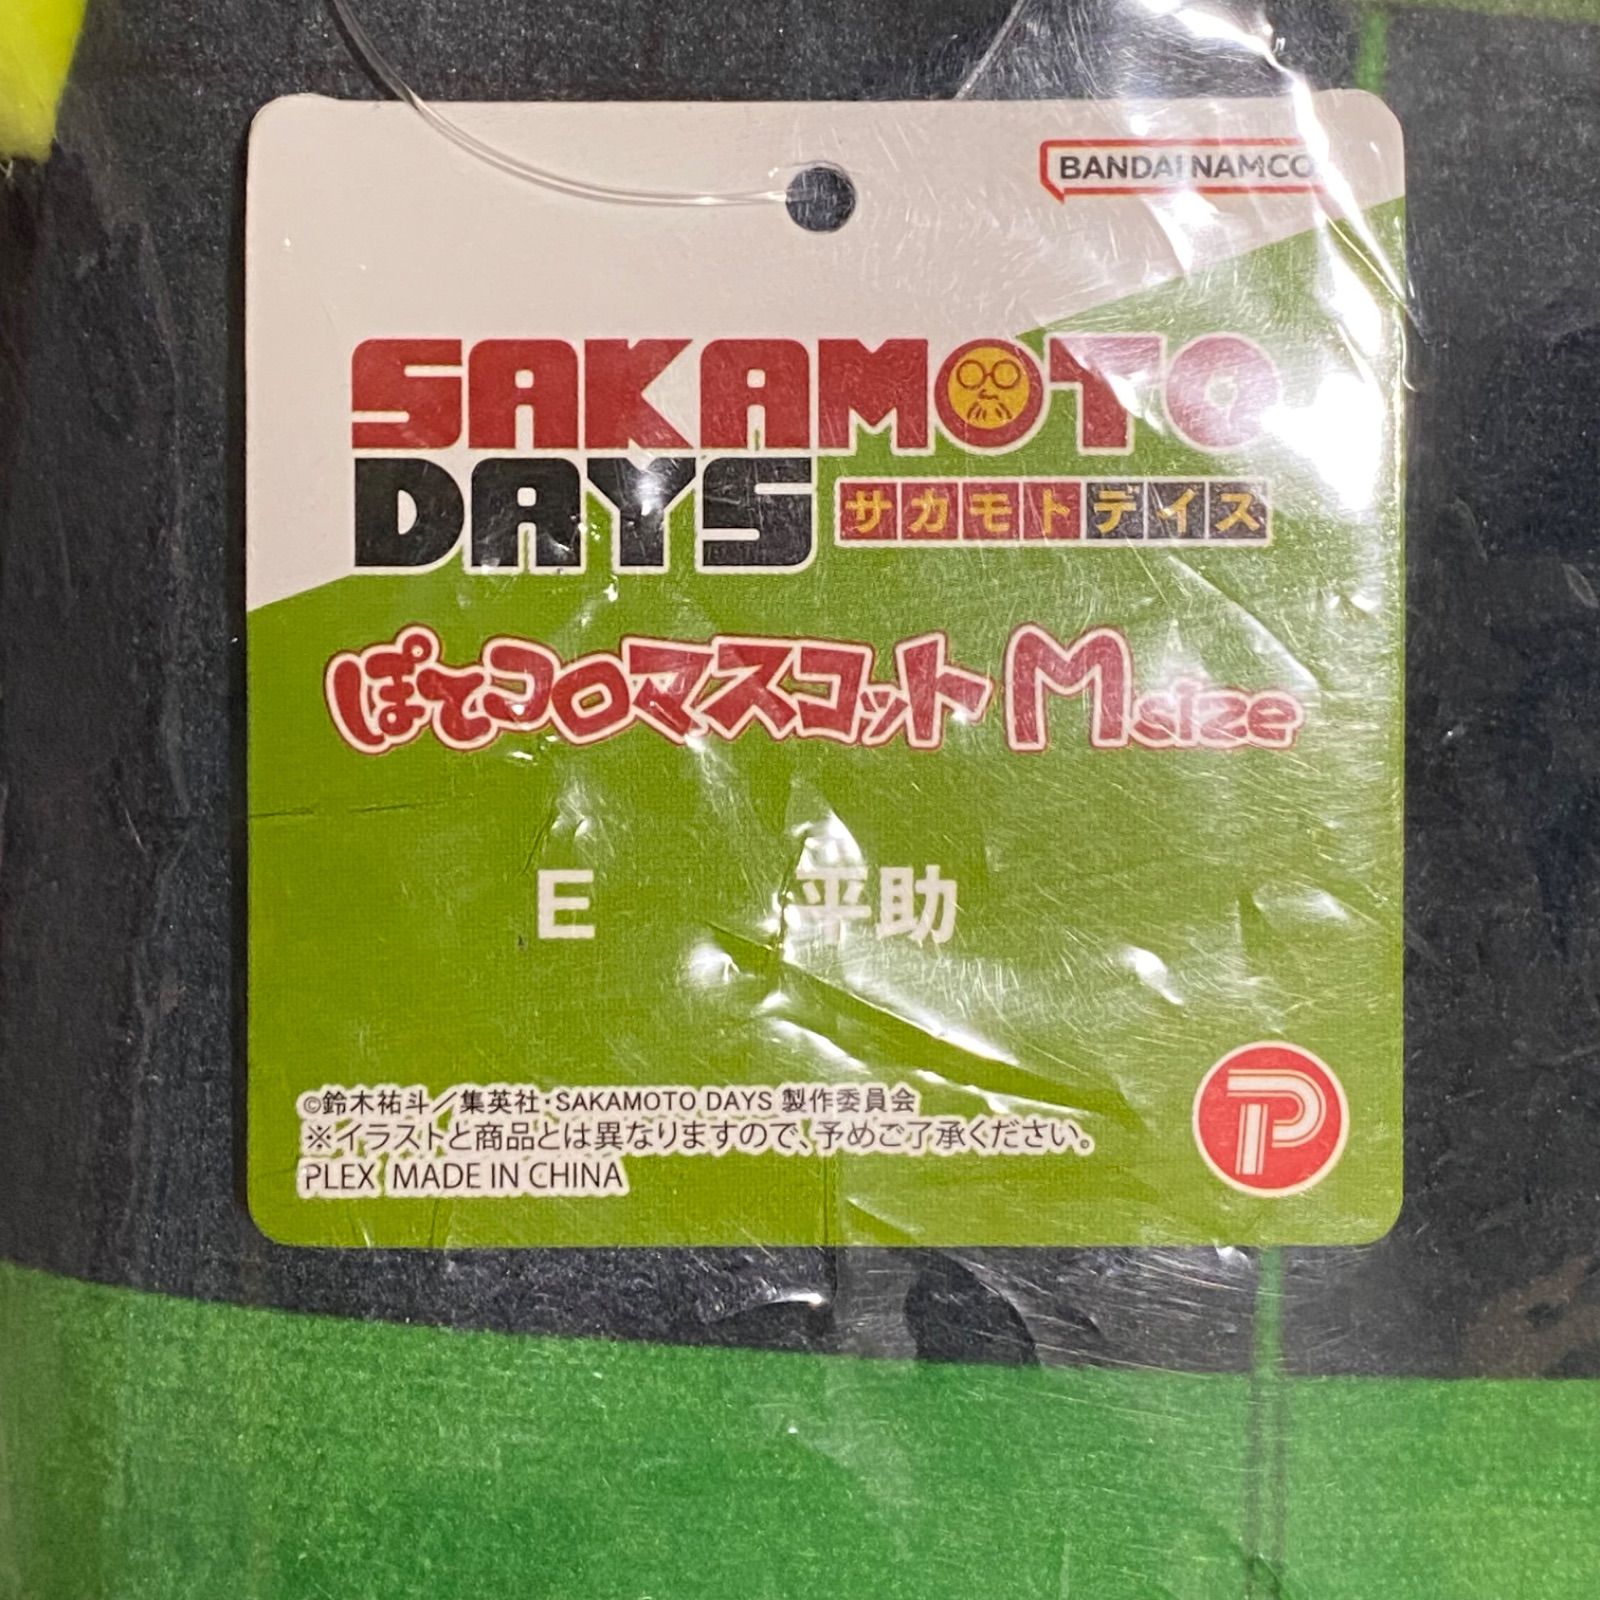 BANDAI NAMCO
SAKAMOTO
DAYS サカモトデイズ
ぽてコロマスコット Msize
E 平助
©鈴木祐斗／集英社・SAKAMOTO DAYS 製作委員会
※イラストと商品とは異なりますので、予めご了承ください。
PLEX MADE IN CHINA
P